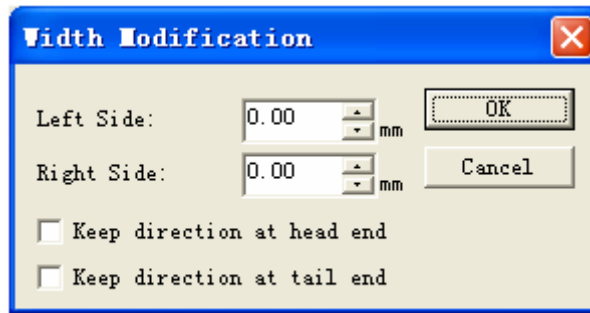 Width Modification
Left Side: 0.00 mm OK
Right Side: 0.00 mm Cancel
Keep direction at head end
Keep direction at tail end